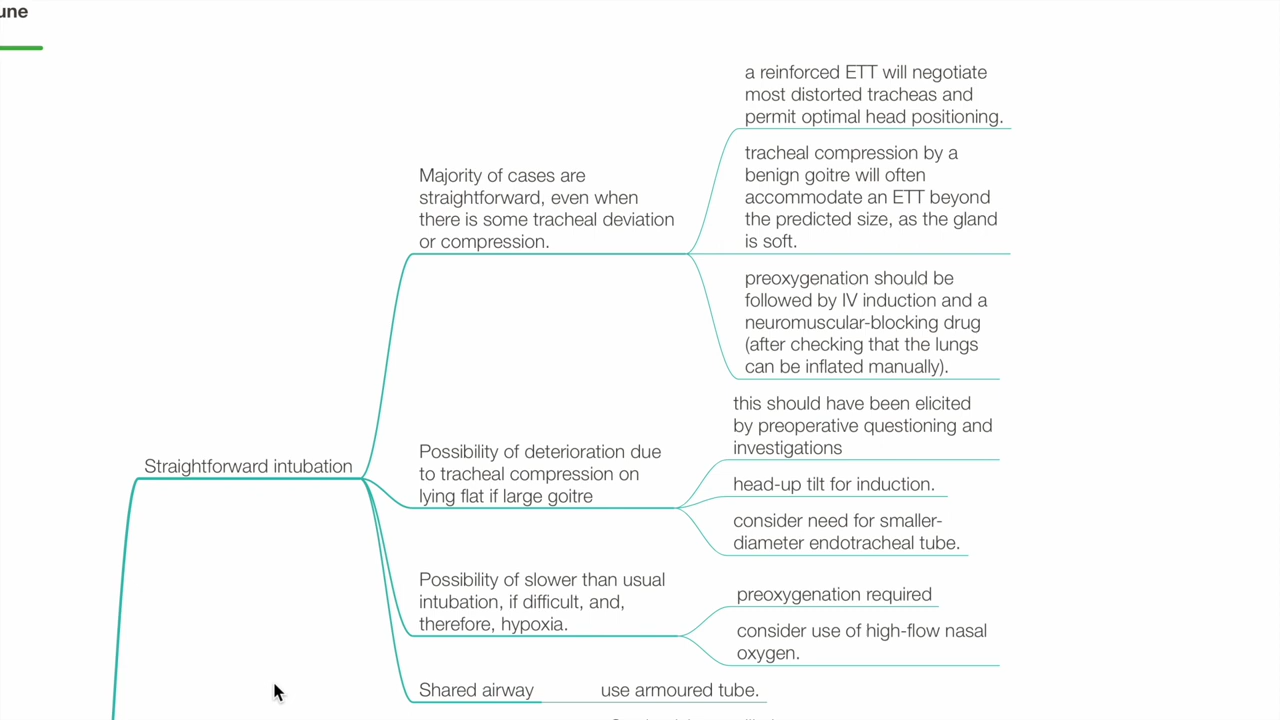 une
a reinforced ETT will negotiate
most distorted tracheas and
permit optimal head positioning.
tracheal compression by a
benign goitre will often
accommodate an ETT beyond
the predicted size, as the gland
is soft.
Majority of cases are
straightforward, even when
there is some tracheal deviation
or compression.
preoxygenation should be
followed by IV induction and a
neuromuscular-blocking drug
(after checking that the lungs
can be inflated manually).
this should have been elicited
by preoperative questioning and
investigations
Possibility of deterioration due
to tracheal compression on
lying flat if large goitre
Straightforward intubation
head-up tilt for induction.
consider need for smaller-
diameter endotracheal tube.
Possibility of slower than usual
intubation, if difficult, and,
therefore, hypoxia.
preoxygenation required
consider use of high-flow nasal
oxygen.
Shared airway
use armoured tube.